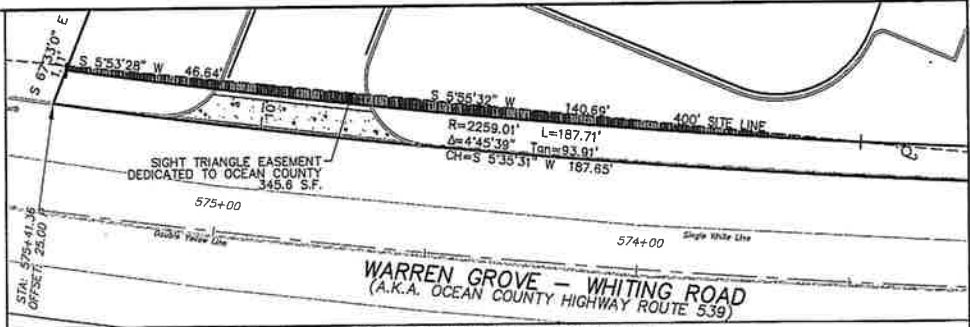 S 67°33'0" E
1.11'
S 5°53'28" W 46.64'
S 5°55'32" W 140.69'
400' SITE LINE
R=2259.01' L=187.71'
Δ=4°45'39" Tan=93.91'
CH=S 5°35'31" W 187.65'
10'
SIGHT TRIANGLE EASEMENT
DEDICATED TO OCEAN COUNTY
345.6 S.F.
575+00
574+00
Double Yellow Line
Single White Line
STA: 575+41.36
OFFSET: 25.00
WARREN GROVE – WHITING ROAD
(A.K.A. OCEAN COUNTY HIGHWAY ROUTE 539)